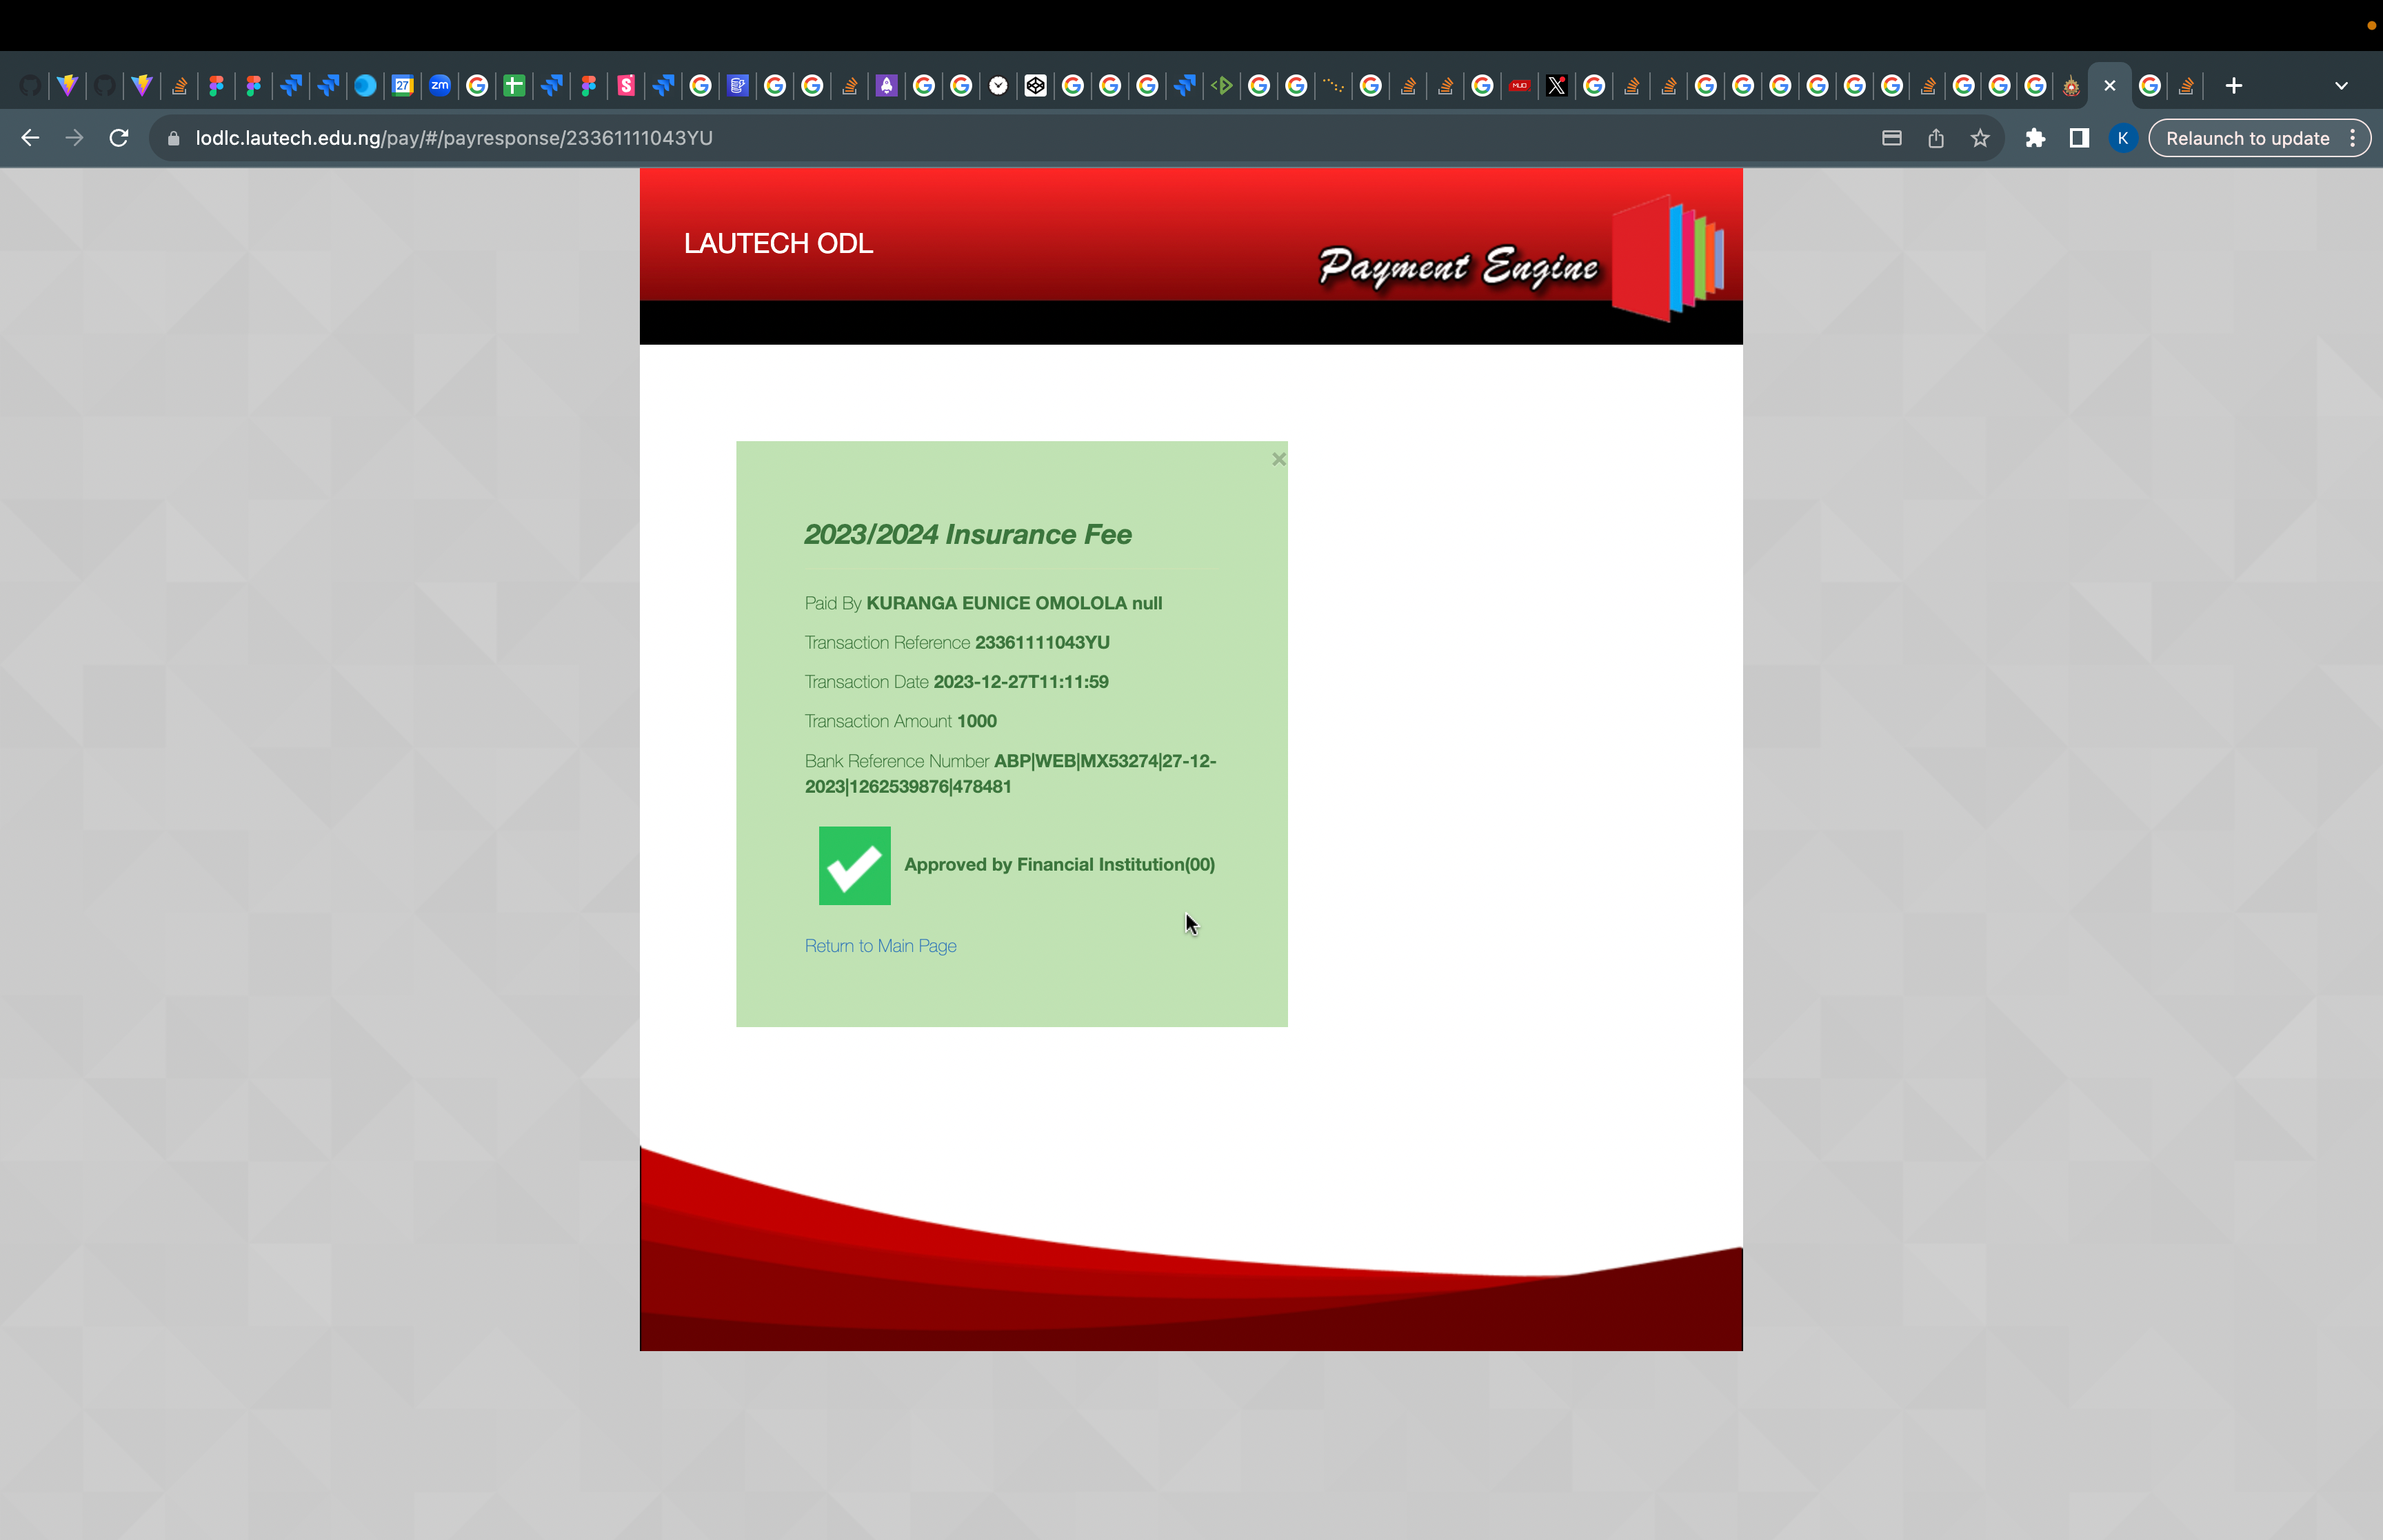 27
zm
MUO
lodlc.lautech.edu.ng/pay/#/payresponse/23361111043YU
K
Relaunch to update
LAUTECH ODL
Payment Engine
×
2023/2024 Insurance Fee
Paid By KURANGA EUNICE OMOLOLA null
Transaction Reference 23361111043YU
Transaction Date 2023-12-27T11:11:59
Transaction Amount 1000
Bank Reference Number ABP|WEB|MX53274|27-12-
2023|1262539876|478481
Approved by Financial Institution(00)
Return to Main Page